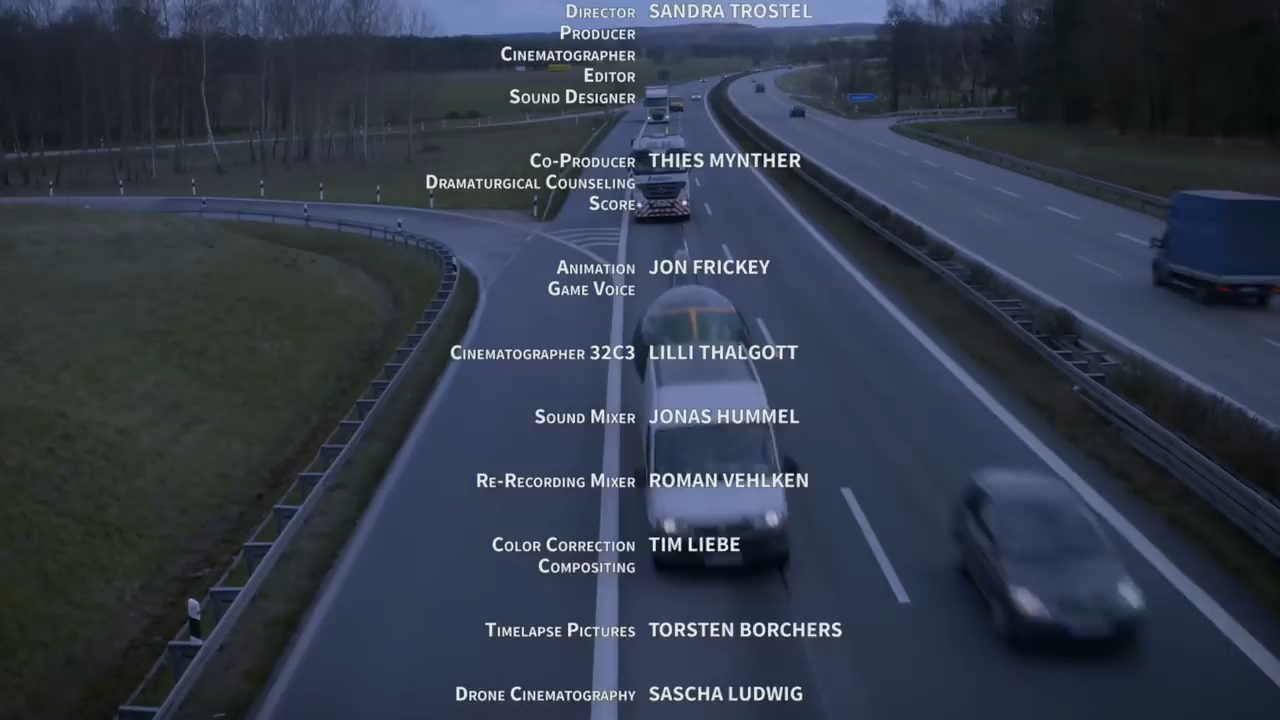 Director SANDRA TROSTEL
Producer
Cinematographer
Editor
Sound Designer
Co-Producer THIES MYNTHER
Dramaturgical Counseling
Score
Animation JON FRICKEY
Game Voice
Cinematographer 32C3 LILLI THALGOTT
Sound Mixer JONAS HUMMEL
Re-Recording Mixer ROMAN VEHLKEN
Color Correction TIM LIEBE
Compositing
Timelapse Pictures TORSTEN BORCHERS
Drone Cinematography SASCHA LUDWIG